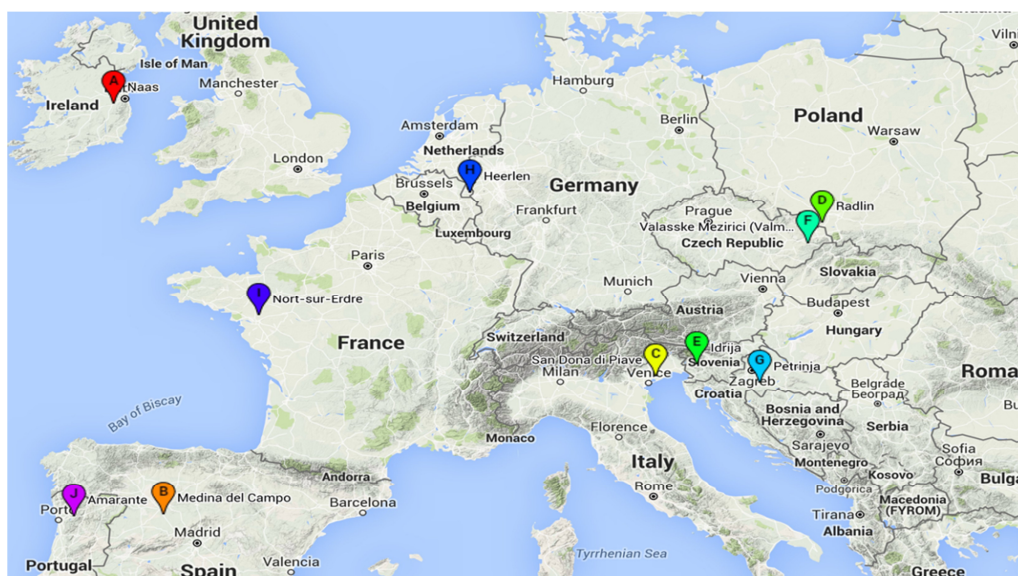 United
Kingdom
Isle of Man
A
Naas
Ireland
Manchester
London
Hamburg
Amsterdam
Netherlands
Berlin
Poland
Warsaw
Viln
H
Heerlen
Brussels
Belgium
Germany
Frankfurt
Luxembourg
D
Radlin
F
Prague
Valasske Mezirici (Valm...
Czech Republic
Paris
I
Nort-sur-Erdre
Munich
Vienna
Slovakia
Austria
Budapest
Hungary
France
Switzerland
E
Idrija
Slovenia
C
San Dona di Piave
Milan
Venice
G
Petrinja
Zagreb
Croatia
Roma
Belgrade
Београд
Bosnia and
Herzegovina
Serbia
Bay of Biscay
Monaco
Florence
Sarajevo
Montenegro
Kosovo
Sofia
София
Bulga
Andorra
Italy
Rome
Podgorica
Macedonia
(FYROM)
Tirana
Albania
J
Amarante
Porto
B
Medina del Campo
Barcelona
Madrid
Portugal
Spain
Valencia
Tyrrhenian Sea
Greece